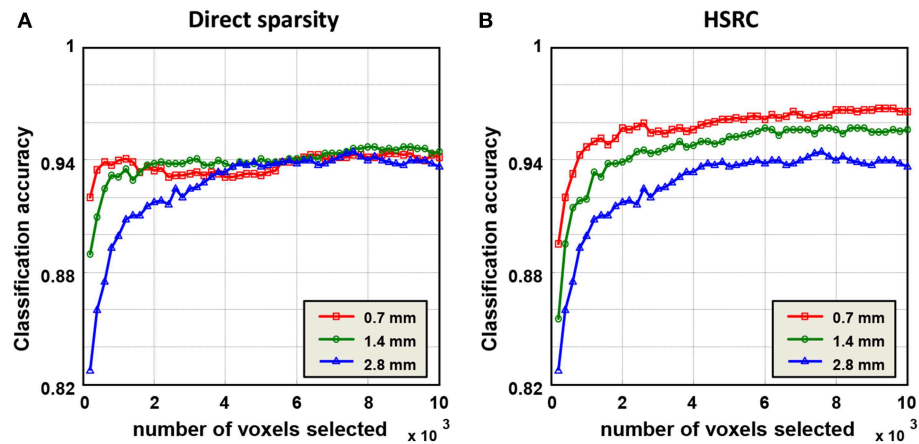 A
Direct sparsity
Classification accuracy
1
0.94
0.88
0.82
0 2 4 6 8 10
number of voxels selected
x 10 3
0.7 mm
1.4 mm
2.8 mm
B
HSRC
Classification accuracy
1
0.94
0.88
0.82
0 2 4 6 8 10
number of voxels selected
x 10 3
0.7 mm
1.4 mm
2.8 mm